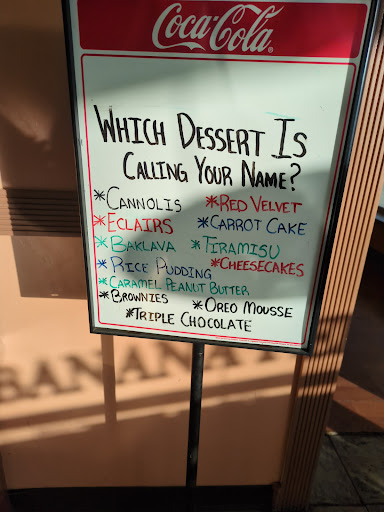 Coca-Cola
WHICH DESSERT IS
CALLING YOUR NAME?
*CANNOLIS *RED VELVET
*ECLAIRS *CARROT CAKE
*BAKLAVA *TIRAMISU
*RICE PUDDING *CHEESECAKES
*CARAMEL PEANUT BUTTER
*BROWNIES *OREO MOUSSE
*TRIPLE CHOCOLATE
BANANA